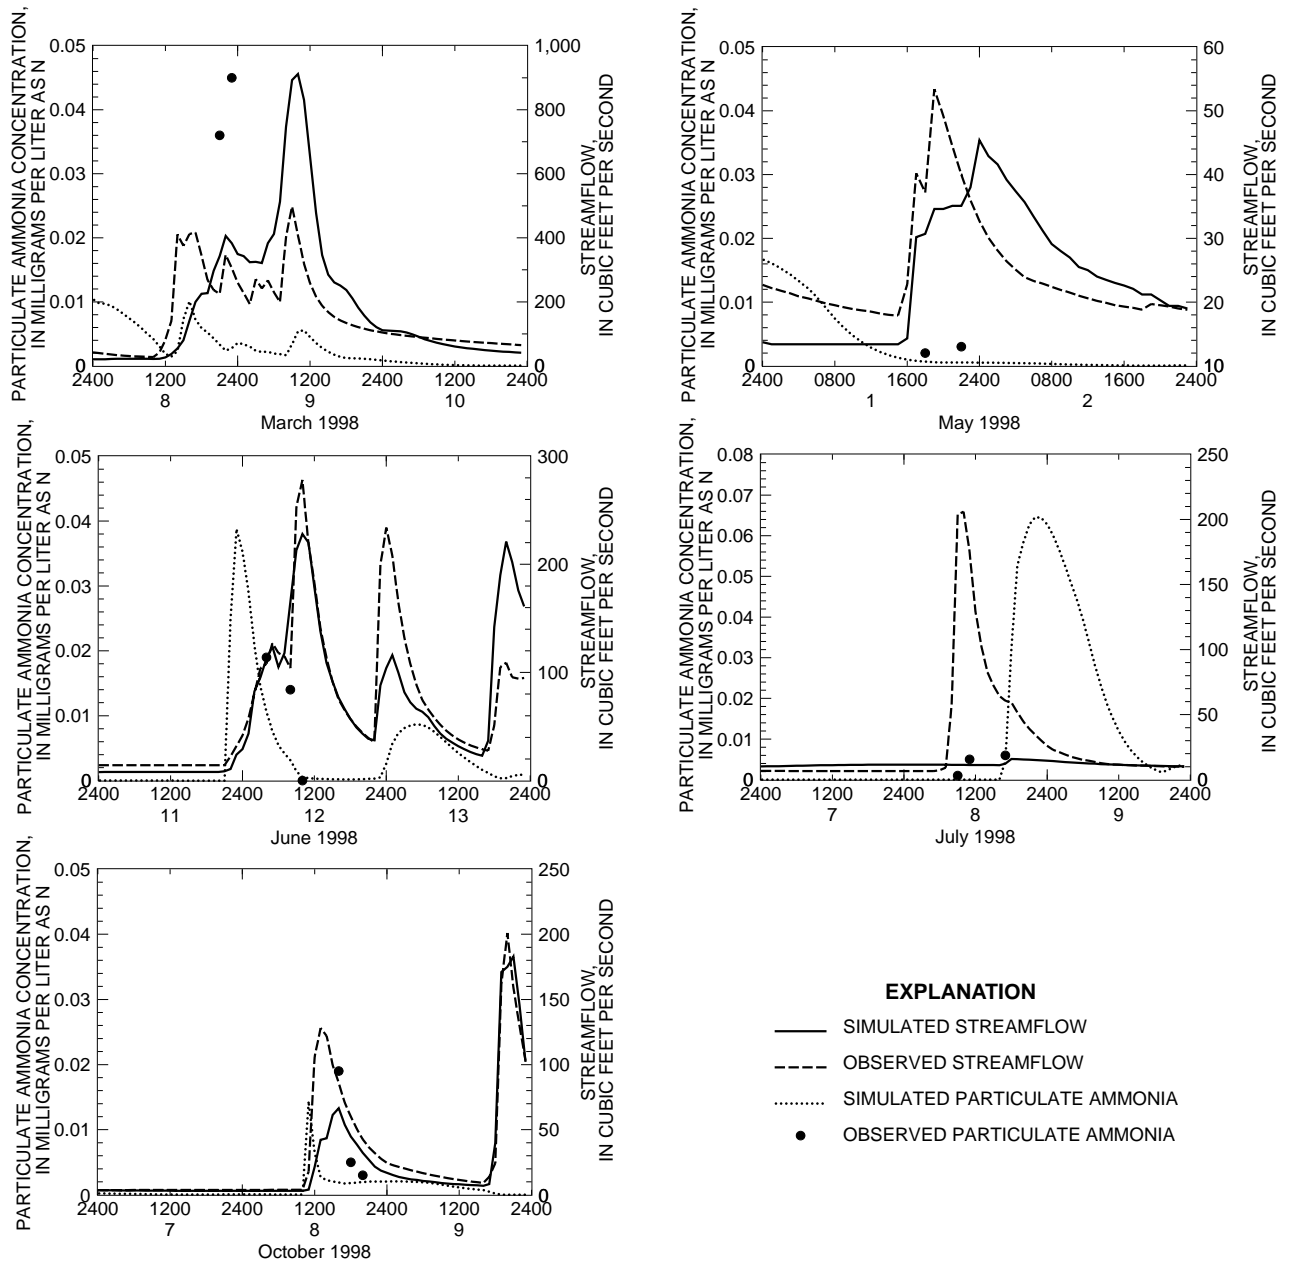 PARTICULATE AMMONIA CONCENTRATION,
IN MILLIGRAMS PER LITER AS N
0.05
0.04
0.03
0.02
0.01
0
1,000
800
600
400
200
0
STREAMFLOW,
IN CUBIC FEET PER SECOND
2400 1200 2400 1200 2400 1200 2400
8 9 10
March 1998
PARTICULATE AMMONIA CONCENTRATION,
IN MILLIGRAMS PER LITER AS N
0.05
0.04
0.03
0.02
0.01
0
60
50
40
30
20
10
STREAMFLOW,
IN CUBIC FEET PER SECOND
2400 0800 1600 2400 0800 1600 2400
1 2
May 1998
PARTICULATE AMMONIA CONCENTRATION,
IN MILLIGRAMS PER LITER AS N
0.05
0.04
0.03
0.02
0.01
0
300
200
100
0
STREAMFLOW,
IN CUBIC FEET PER SECOND
2400 1200 2400 1200 2400 1200 2400
11 12 13
June 1998
PARTICULATE AMMONIA CONCENTRATION,
IN MILLIGRAMS PER LITER AS N
0.08
0.07
0.06
0.05
0.04
0.03
0.02
0.01
0
250
200
150
100
50
0
STREAMFLOW,
IN CUBIC FEET PER SECOND
2400 1200 2400 1200 2400 1200 2400
7 8 9
July 1998
PARTICULATE AMMONIA CONCENTRATION,
IN MILLIGRAMS PER LITER AS N
0.05
0.04
0.03
0.02
0.01
0
250
200
150
100
50
0
STREAMFLOW,
IN CUBIC FEET PER SECOND
2400 1200 2400 1200 2400 1200 2400
7 8 9
October 1998
EXPLANATION
SIMULATED STREAMFLOW
OBSERVED STREAMFLOW
SIMULATED PARTICULATE AMMONIA
OBSERVED PARTICULATE AMMONIA